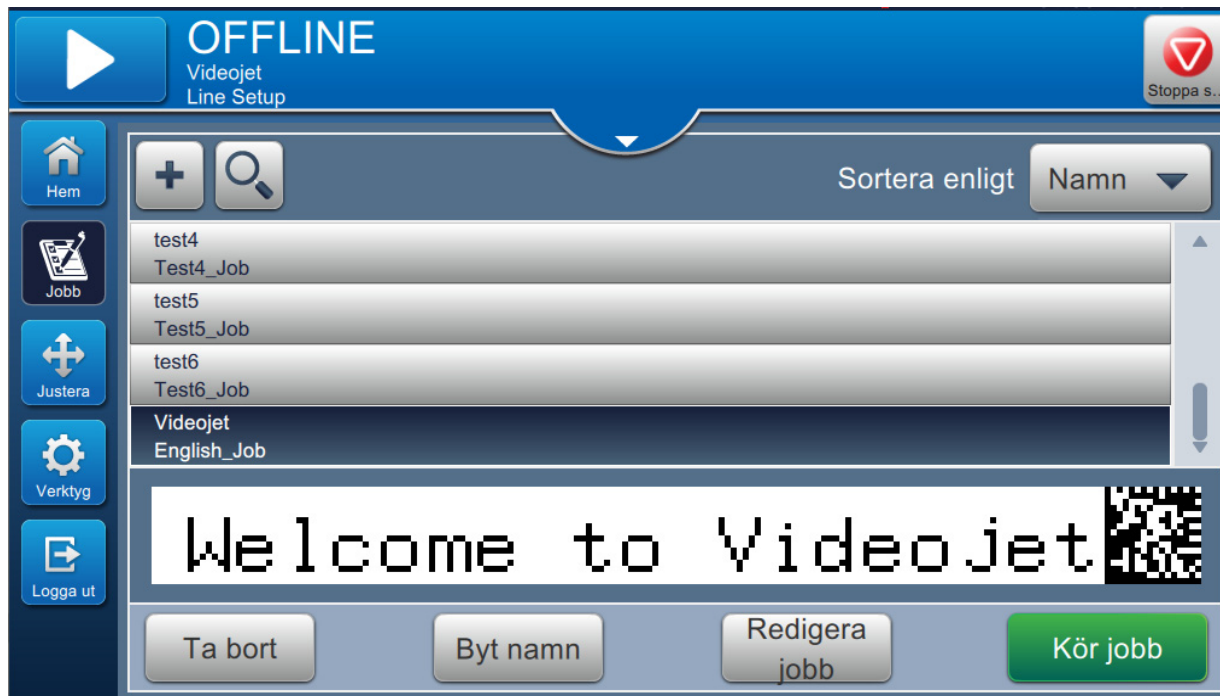 OFFLINE
Videojet
Line Setup
Stoppa s..
Hem
Jobb
Justera
Verktyg
Logga ut
Sortera enligt
Namn
test4
Test4_Job
test5
Test5_Job
test6
Test6_Job
Videojet
English_Job
Welcome to Videojet
Ta bort
Byt namn
Redigera
jobb
Kör jobb